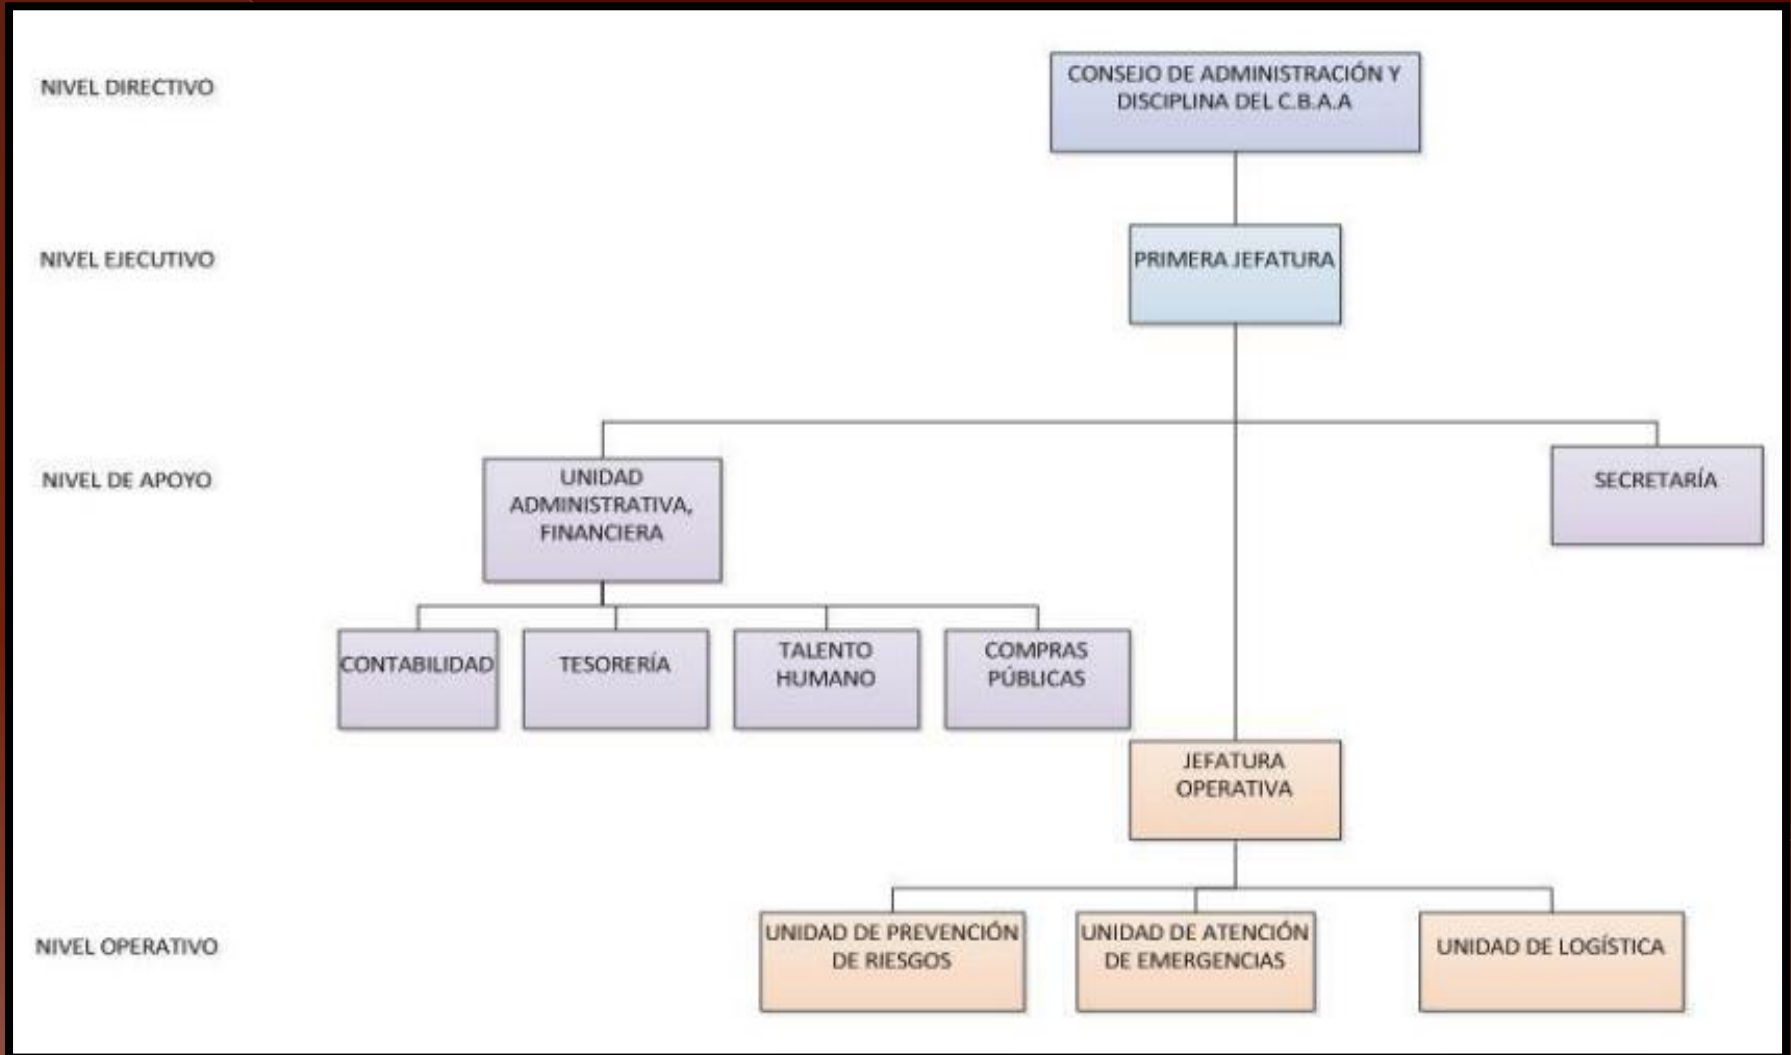 NIVEL DIRECTIVO
CONSEJO DE ADMINISTRACIÓN Y
DISCIPLINA DEL C.B.A.A
NIVEL EJECUTIVO
PRIMERA JEFATURA
NIVEL DE APOYO
UNIDAD
ADMINISTRATIVA,
FINANCIERA
SECRETARÍA
CONTABILIDAD
TESORERÍA
TALENTO
HUMANO
COMPRAS
PÚBLICAS
JEFATURA
OPERATIVA
NIVEL OPERATIVO
UNIDAD DE PREVENCIÓN
DE RIESGOS
UNIDAD DE ATENCIÓN
DE EMERGENCIAS
UNIDAD DE LOGÍSTICA